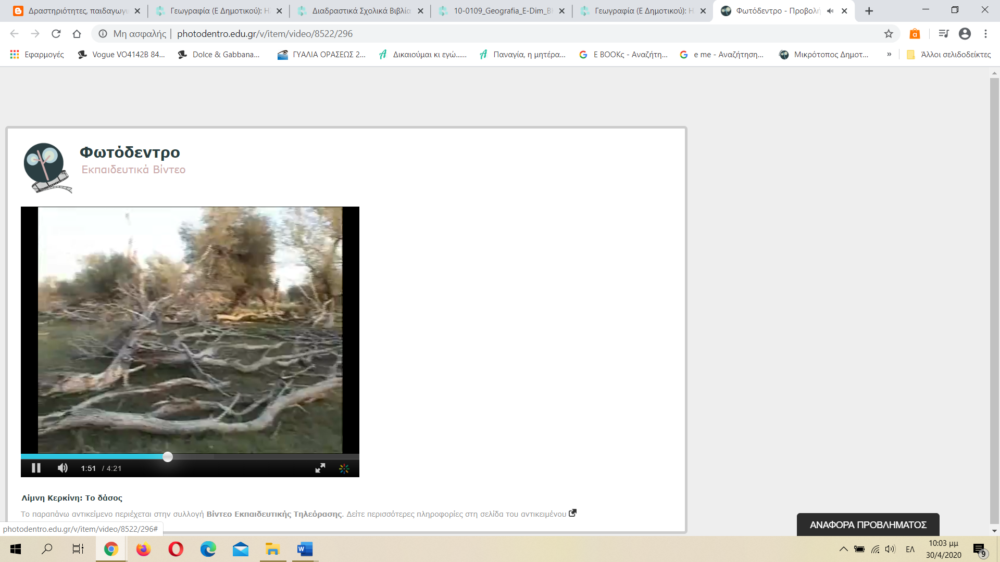 Δραστηριότητες, παιδαγωγι
Γεωγραφία (Ε Δημοτικού): Ηλ
Διαδραστικά Σχολικά Βιβλία
10-0109_Geografia_E-Dim_BI
Γεωγραφία (Ε Δημοτικού): Η
Φωτόδεντρο - Προβολή
Μη ασφαλής | photodentro.edu.gr/v/item/video/8522/296
Εφαρμογές
Vogue VO4142B 84...
Dolce & Gabbana...
ΓΥΑΛΙΑ ΟΡΑΣΕΩΣ 2...
Δικαιούμαι κι εγώ......
Παναγία, η μητέρα...
E BOOKς - Αναζήτη...
e me - Αναζήτηση...
Μικρότοπος Δημοτ...
»
Άλλοι σελιδοδείκτες
Φωτόδεντρο
Εκπαιδευτικά Βίντεο
1:51 / 4:21
Λίμνη Κερκίνη: Το δάσος
Το παραπάνω αντικείμενο περιέχεται στην συλλογή Βίντεο Εκπαιδευτικής Τηλεόρασης. Δείτε περισσότερες πληροφορίες στη σελίδα του αντικειμένου
photodentro.edu.gr/v/item/video/8522/296#
ΑΝΑΦΟΡΑ ΠΡΟΒΛΗΜΑΤΟΣ
ΕΛ
10:03 μμ
30/4/2020
9